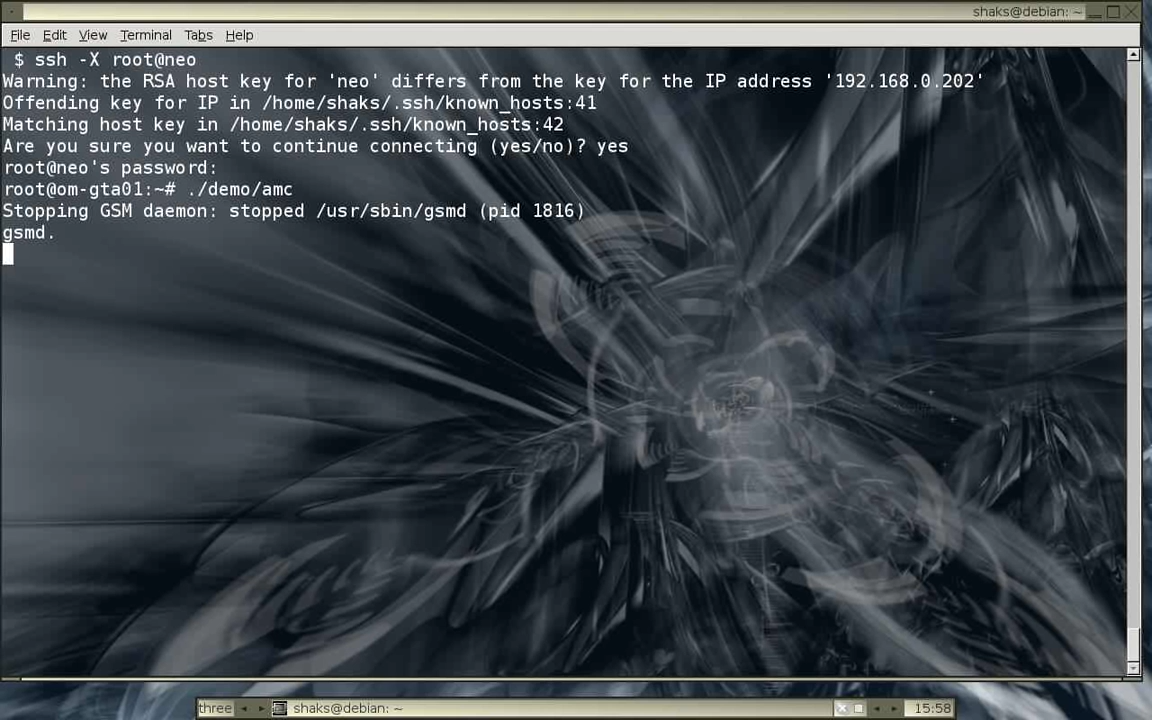 shaks@debian: ~
File Edit View Terminal Tabs Help
$ ssh -X root@neo
Warning: the RSA host key for 'neo' differs from the key for the IP address '192.168.0.202'
Offending key for IP in /home/shaks/.ssh/known_hosts:41
Matching host key in /home/shaks/.ssh/known_hosts:42
Are you sure you want to continue connecting (yes/no)? yes
root@neo's password:
root@om-gta01:~# ./demo/amc
Stopping GSM daemon: stopped /usr/sbin/gsmd (pid 1816)
gsmd.
three shaks@debian: ~ 15:58